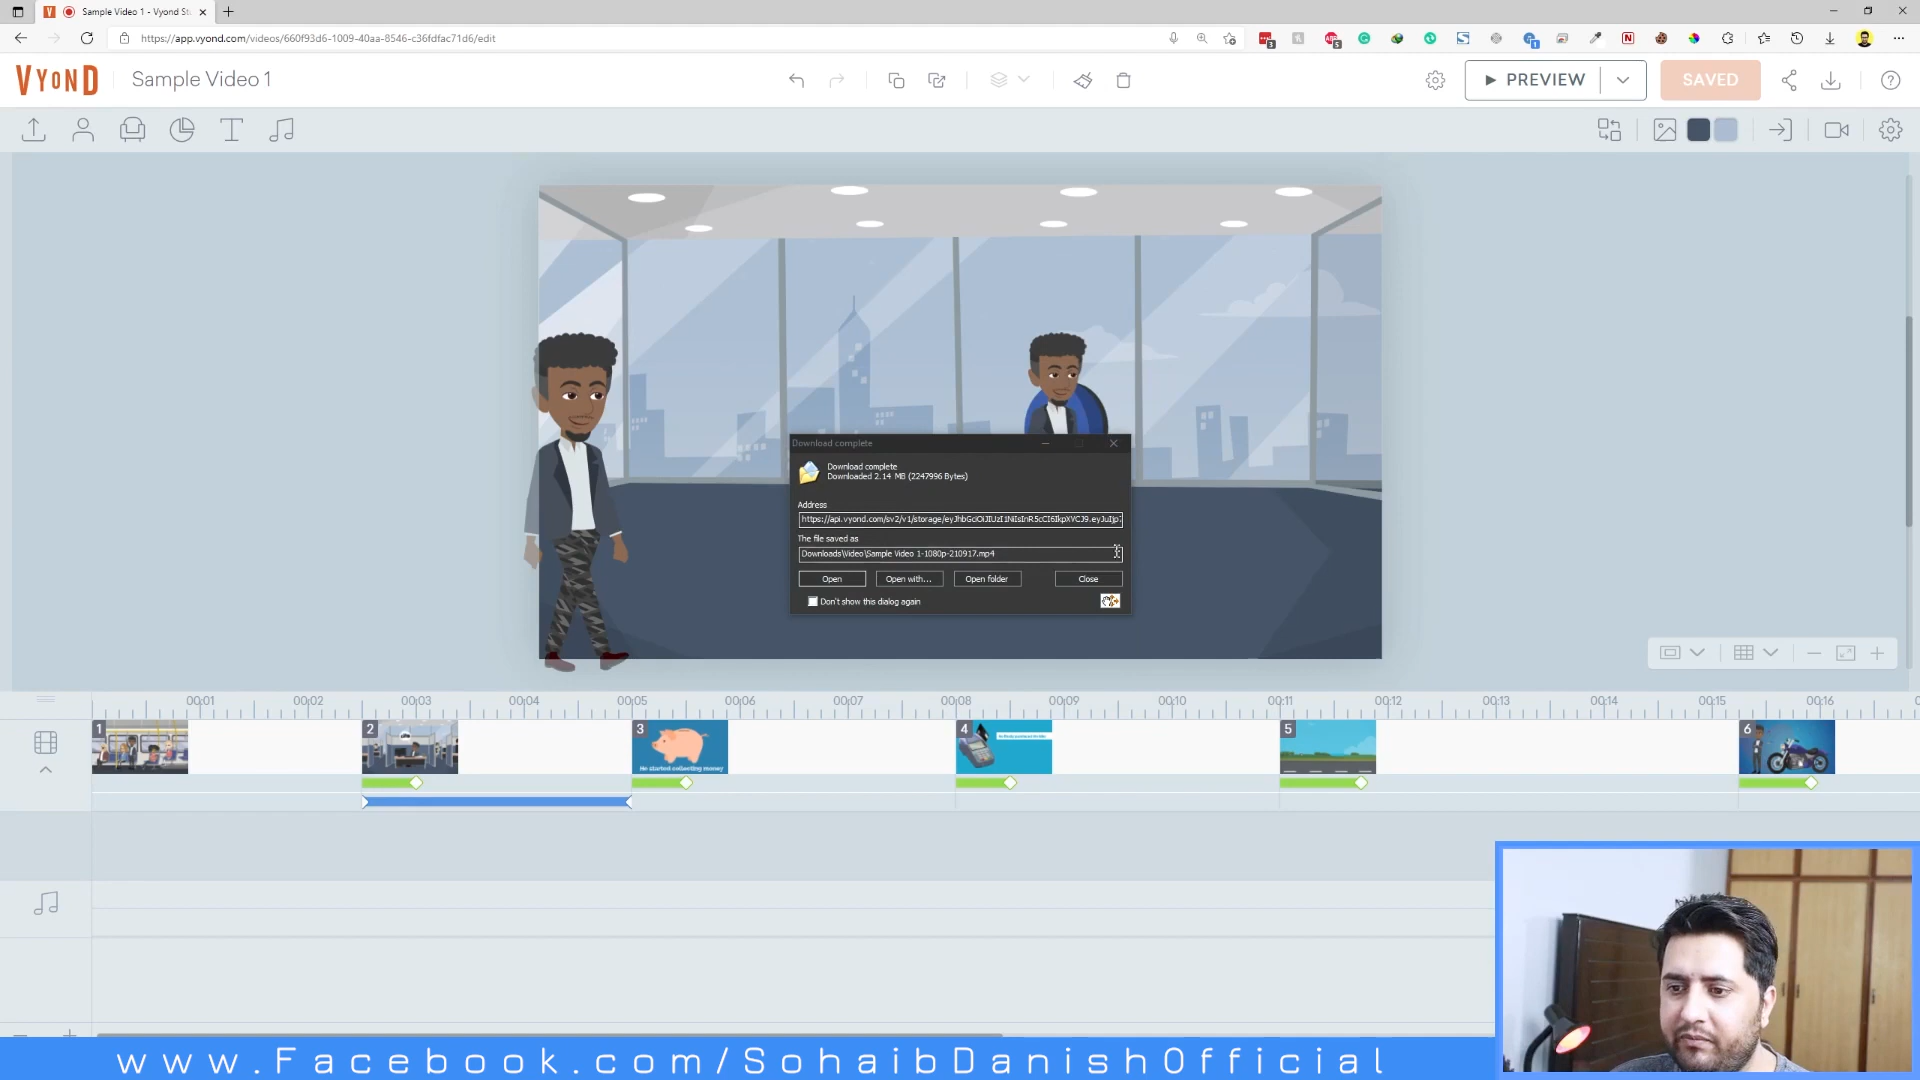 Sample Video 1 - Vyond St
https://app.vyond.com/videos/660f93d6-1009-40aa-8546-c36fdfac71d6/edit
VYOND
Sample Video 1
PREVIEW
SAVED
Download complete
Download complete
Downloaded 2.14 MB (2247996 Bytes)
Address
The file saved as
Downloads\Video\Sample Video 1-1080p-210917.mp4
Open
Open with...
Open folder
Close
Don't show this dialog again
00:01 00:02 00:03 00:04 00:05 00:06 00:07 00:08 00:09 00:10 00:11 00:12 00:13 00:14 00:15 00:16
1 2 3 4 5 6
He started collecting money
www.Facebook.com/SohaibDanishOfficial